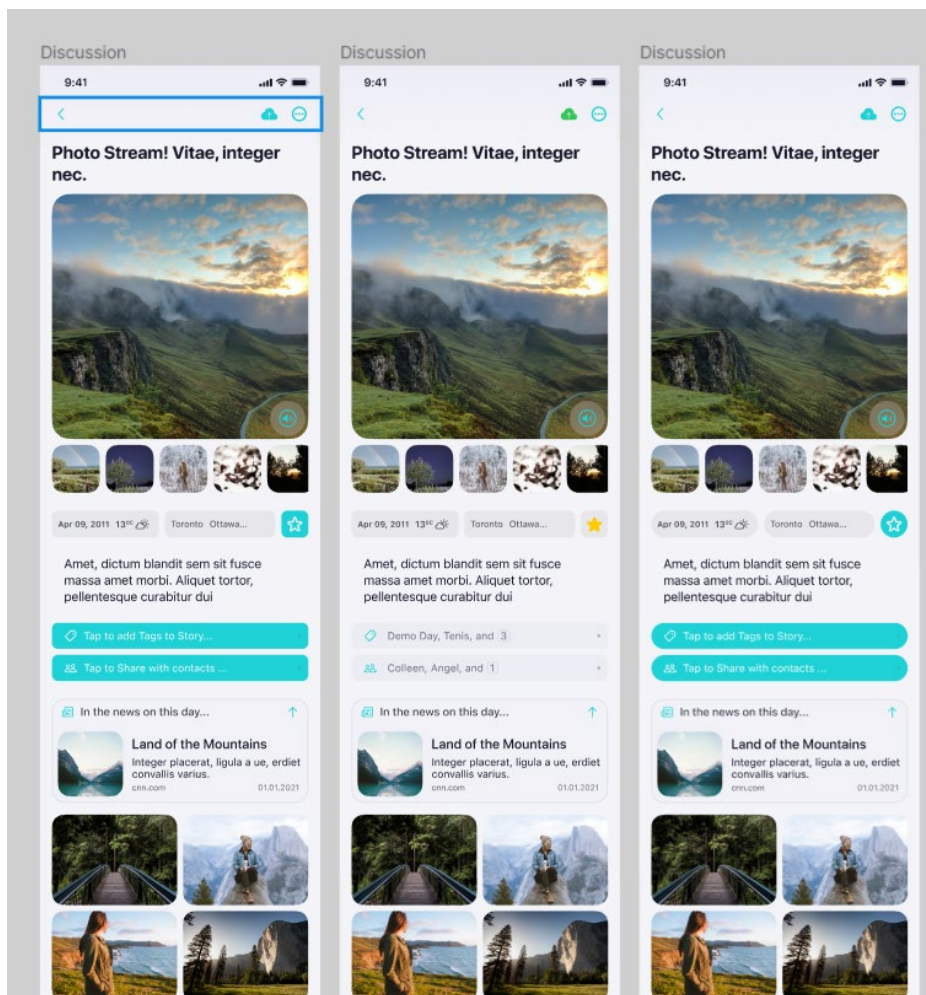 Discussion
9:41
Photo Stream! Vitae, integer
nec.
Apr 09, 2011 13°C Toronto Ottawa...
Amet, dictum blandit sem sit fusce
massa amet morbi. Aliquet tortor,
pellentesque curabitur dui
Tap to add Tags to Story...
Tap to Share with contacts ...
In the news on this day...
Land of the Mountains
Integer placerat, ligula a ue, erdiet
convallis varius.
cnn.com 01.01.2021
Discussion
9:41
Photo Stream! Vitae, integer
nec.
Apr 09, 2011 13°C Toronto Ottawa...
Amet, dictum blandit sem sit fusce
massa amet morbi. Aliquet tortor,
pellentesque curabitur dui
Demo Day, Tenis, and 3
Colleen, Angel, and 1
In the news on this day...
Land of the Mountains
Integer placerat, ligula a ue, erdiet
convallis varius.
cnn.com 01.01.2021
Discussion
9:41
Photo Stream! Vitae, integer
nec.
Apr 09, 2011 13°C Toronto Ottawa...
Amet, dictum blandit sem sit fusce
massa amet morbi. Aliquet tortor,
pellentesque curabitur dui
Tap to add Tags to Story...
Tap to Share with contacts ...
In the news on this day...
Land of the Mountains
Integer placerat, ligula a ue, erdiet
convallis varius.
cnn.com 01.01.2021